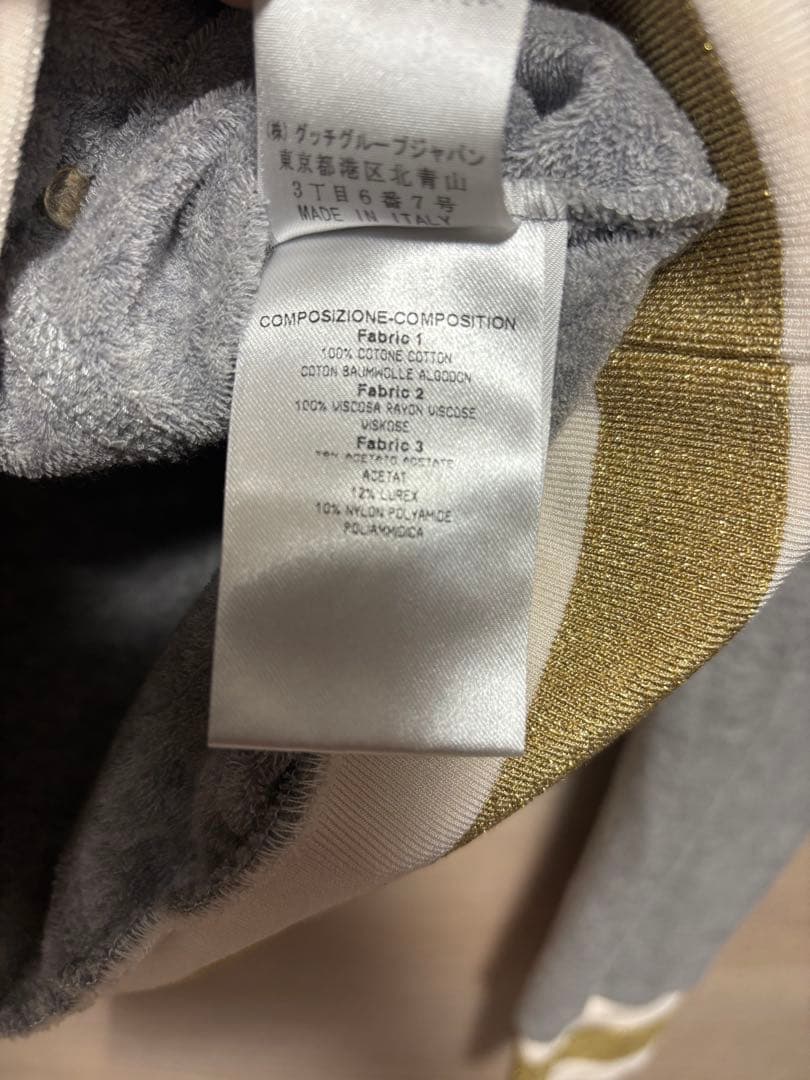 (株) グッチグループジャパン
東京都港区北青山
3丁目6番7号
MADE IN ITALY
COMPOSIZIONE-COMPOSITION
Fabric 1
100% COTONE COTTON
COTON BAUMWOLLE ALGODON
Fabric 2
100% VISCOSA RAYON VISCOSE
VISKOSE
Fabric 3
ACETATO ACETATE
ACETAT
12% LUREX
10% NYLON POLYAMIDE
POLIAMMIDICA